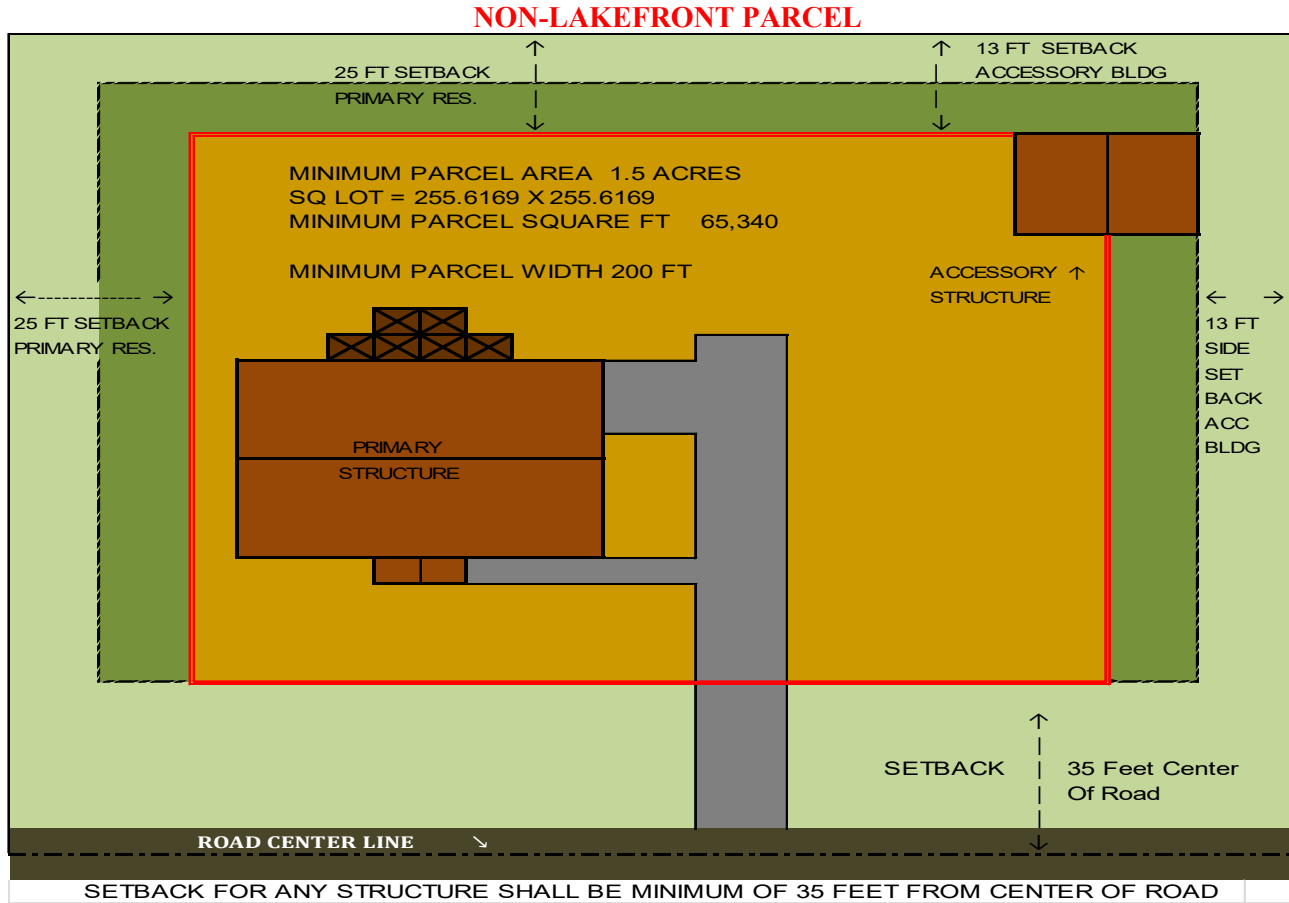 NON-LAKEFRONT PARCEL
25 FT SETBACK
PRIMARY RES.
13 FT SETBACK
ACCESSORY BLDG
MINIMUM PARCEL AREA 1.5 ACRES
SQ LOT = 255.6169 X 255.6169
MINIMUM PARCEL SQUARE FT 65,340
MINIMUM PARCEL WIDTH 200 FT
ACCESSORY ↑
STRUCTURE
25 FT SETBACK
PRIMARY RES.
13 FT
SIDE
SET
BACK
ACC
BLDG
PRIMARY
STRUCTURE
SETBACK
35 Feet Center
Of Road
ROAD CENTER LINE ↘
SETBACK FOR ANY STRUCTURE SHALL BE MINIMUM OF 35 FEET FROM CENTER OF ROAD